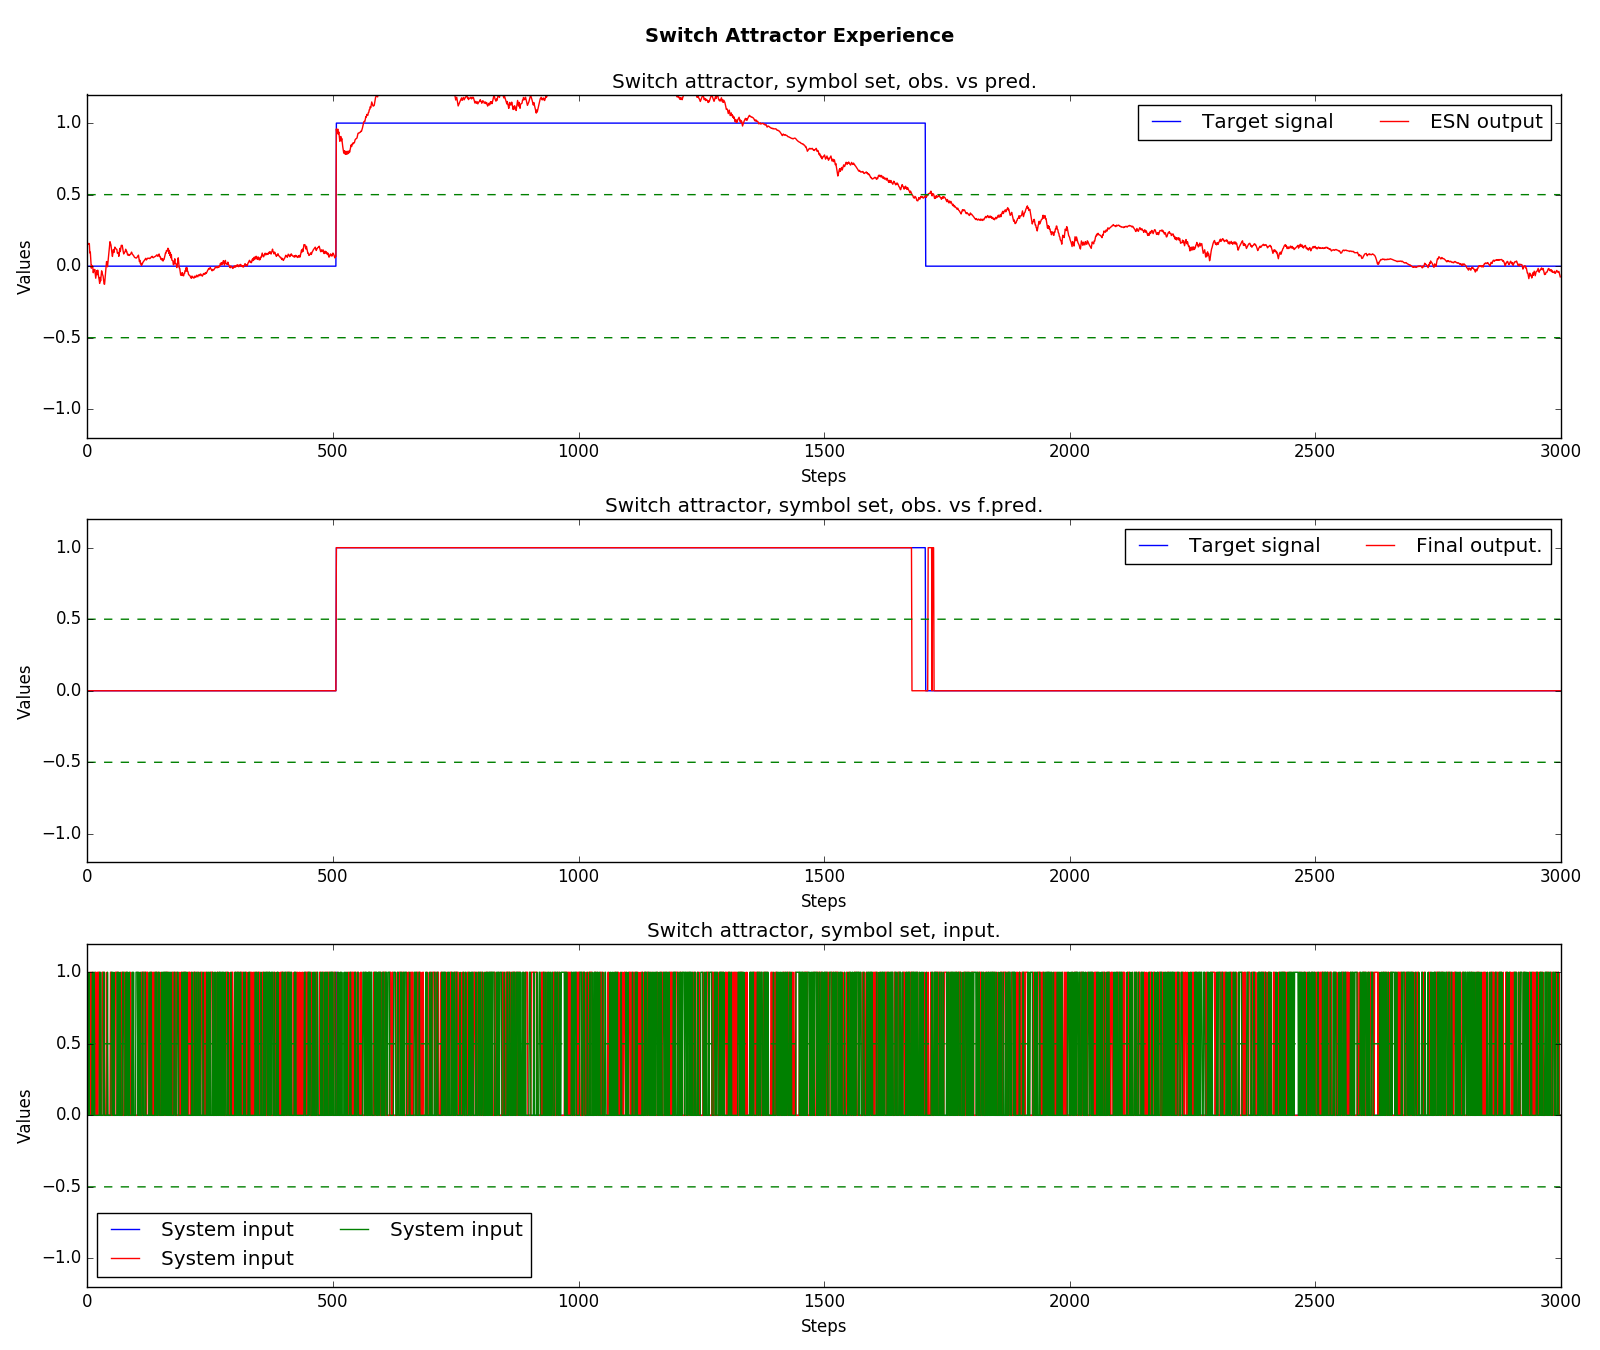 Switch Attractor Experience
Switch attractor, symbol set, obs. vs pred.
Target signal ESN output
1.0
0.5
0.0
−0.5
−1.0
Values
0 500 1000 1500 2000 2500 3000
Steps
Switch attractor, symbol set, obs. vs f.pred.
Target signal Final output.
1.0
0.5
0.0
−0.5
−1.0
Values
0 500 1000 1500 2000 2500 3000
Steps
Switch attractor, symbol set, input.
1.0
0.5
0.0
−0.5
−1.0
Values
System input System input
System input
0 500 1000 1500 2000 2500 3000
Steps